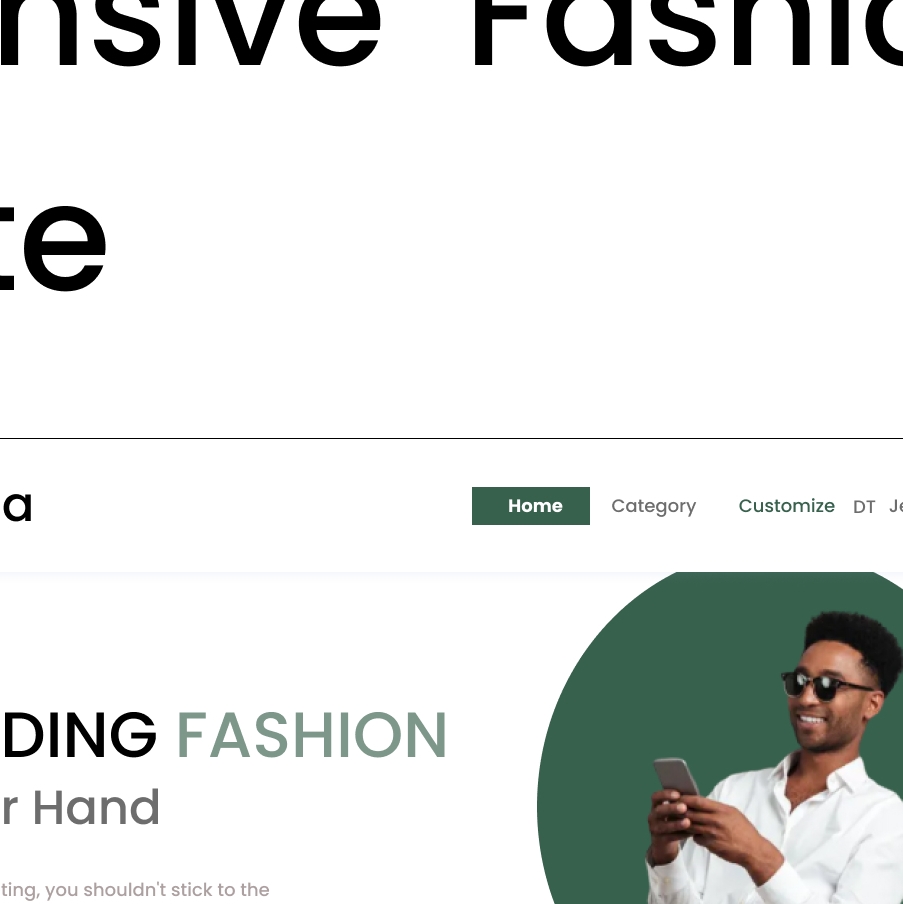 nsive Fashio
te
a
Home Category Customize DT Je
DING FASHION
r Hand
ting, you shouldn't stick to the